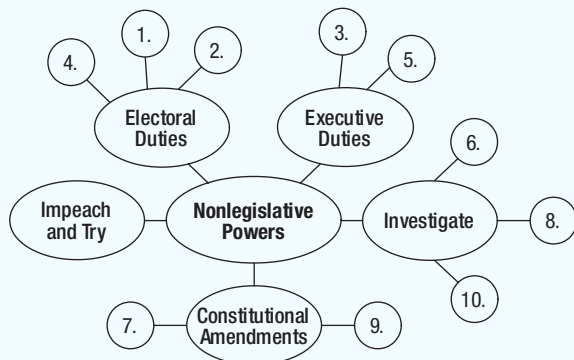 1.
2.
3.
4.
5.
Electoral
Duties
Executive
Duties
6.
Impeach
and Try
Nonlegislative
Powers
Investigate
8.
10.
7.
Constitutional
Amendments
9.